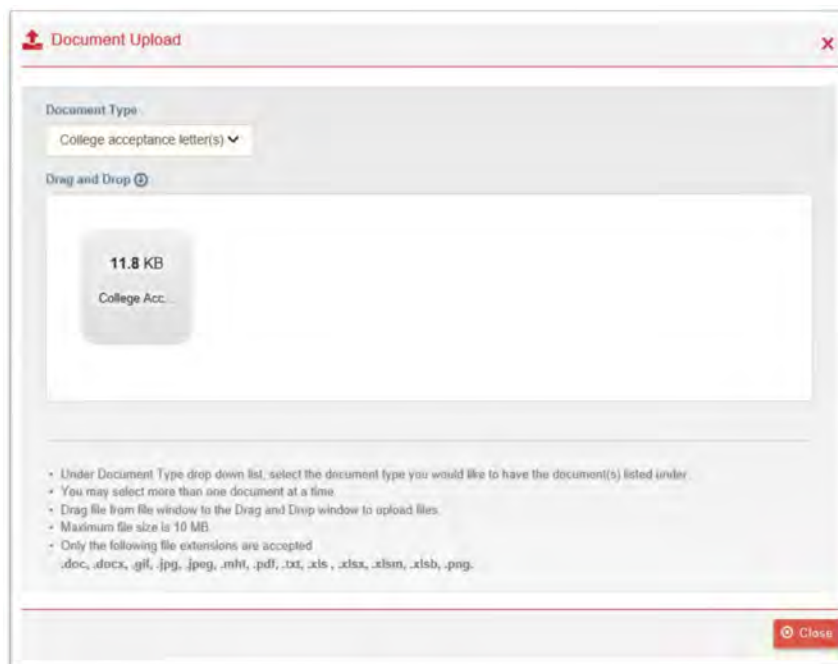 Document Upload
Document Type
College acceptance letter(s)
Drag and Drop
11.8 KB
College Acc...
• Under Document Type drop down list, select the document type you would like to have the document(s) listed under.
• You may select more than one document at a time.
• Drag file from file window to the Drag and Drop window to upload files.
• Maximum file size is 10 MB.
• Only the following file extensions are accepted
.doc, .docx, .gif, .jpg, .jpeg, .mht, .pdf, .txt, .xls , .xlsx, .xlsm, .xlsb, .png.
Close